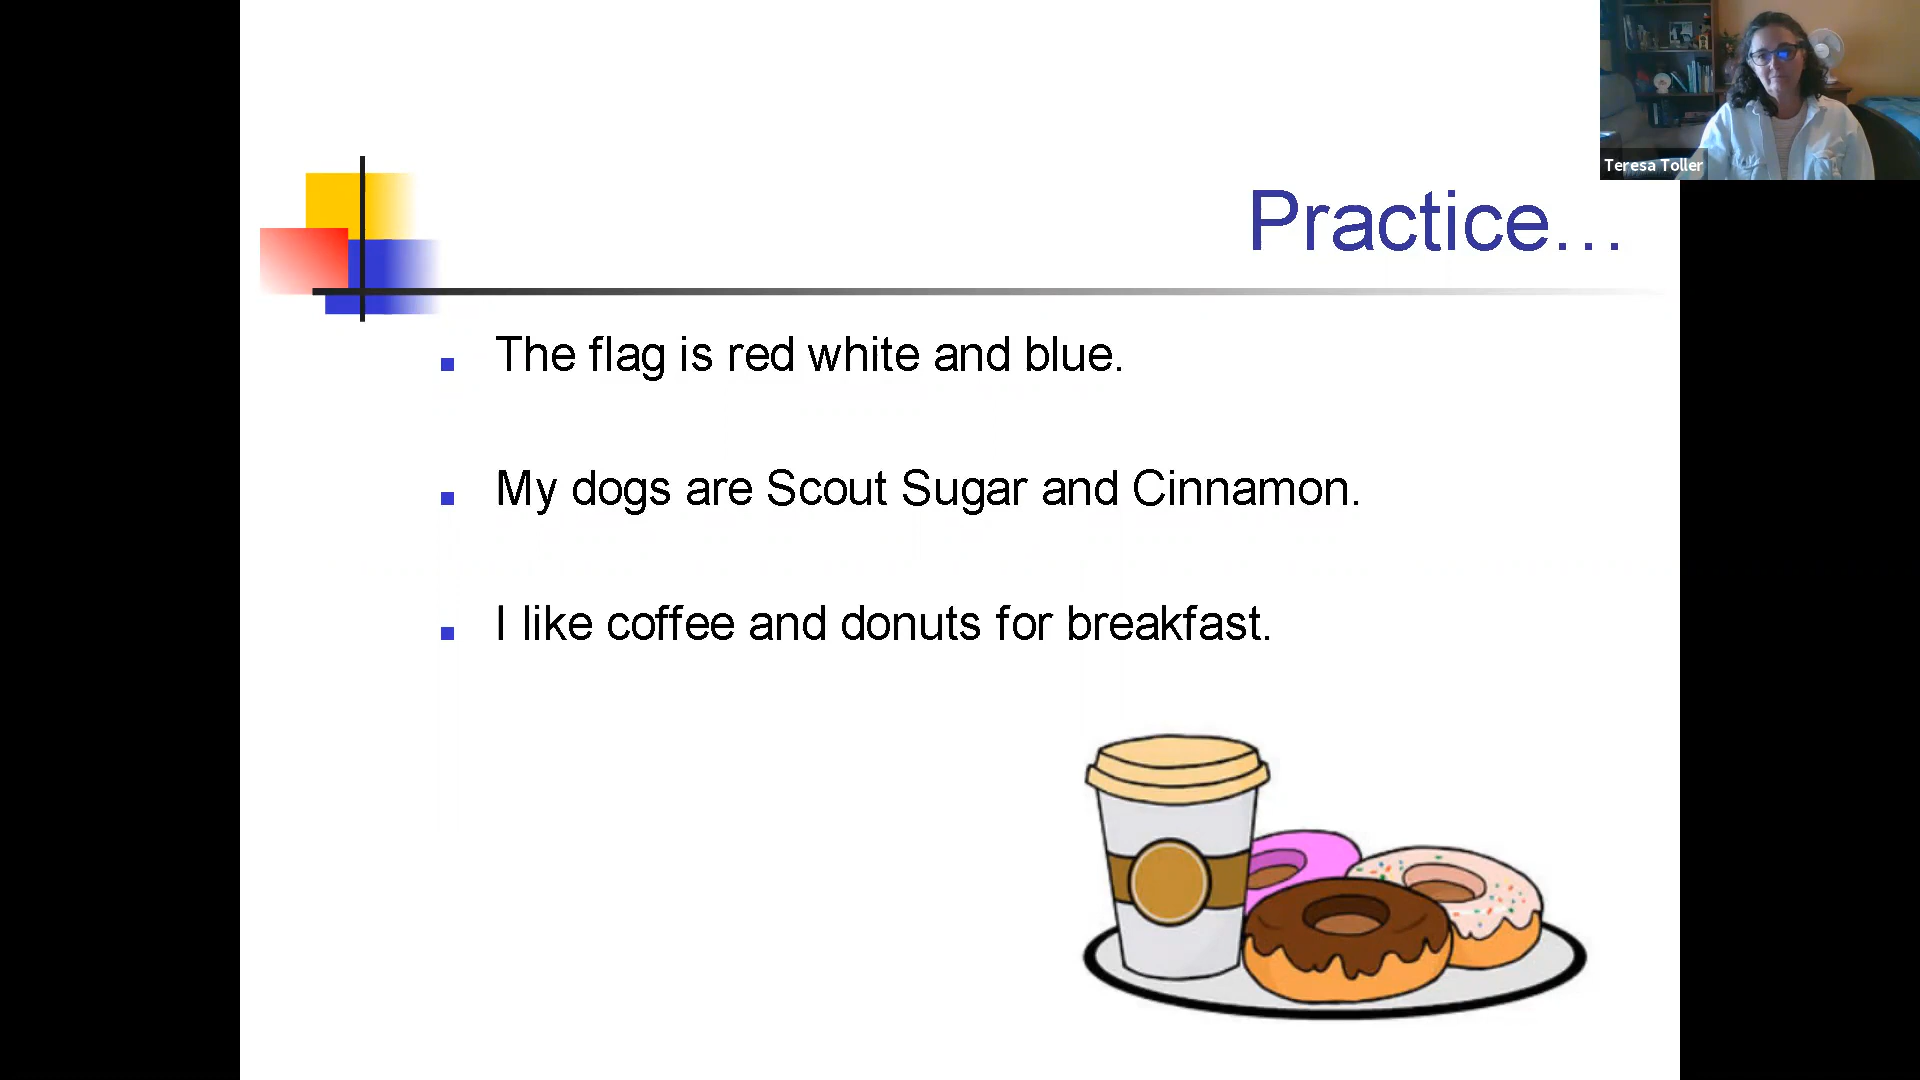 Teresa Toller
Practice...
The flag is red white and blue.
My dogs are Scout Sugar and Cinnamon.
I like coffee and donuts for breakfast.